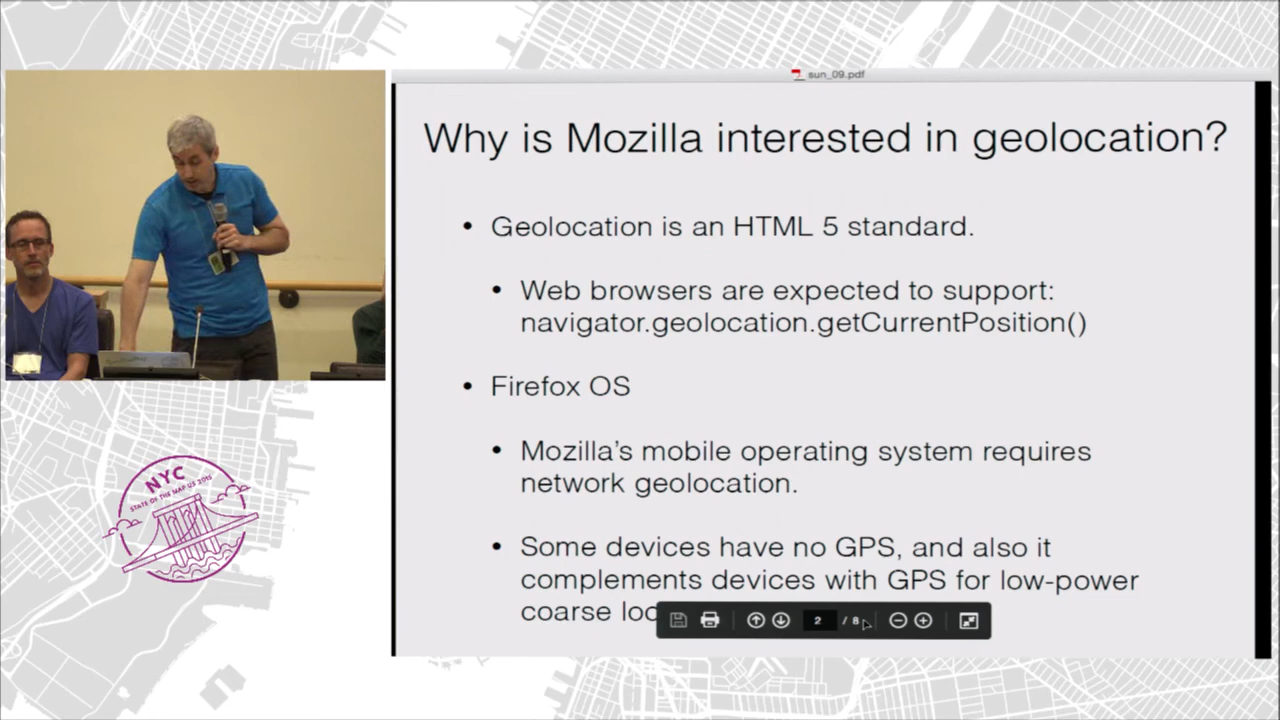 sun_09.pdf
Why is Mozilla interested in geolocation?
• Geolocation is an HTML 5 standard.
• Web browsers are expected to support:
navigator.geolocation.getCurrentPosition()
• Firefox OS
• Mozilla's mobile operating system requires
network geolocation.
• Some devices have no GPS, and also it
complements devices with GPS for low-power
coarse loc
2 / 8
NYC
STATE OF THE MAP US 2015